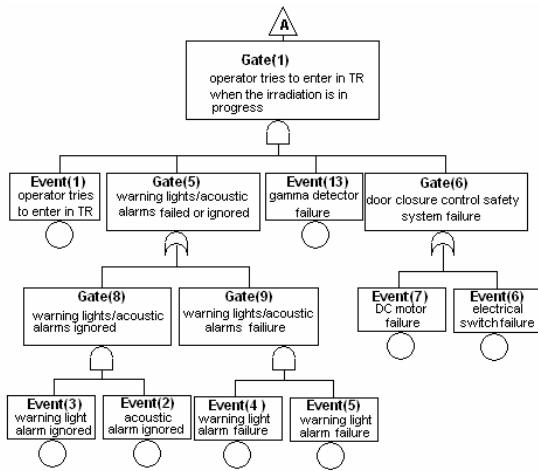 A
Gate(1)
operator tries to enter in TR
when the irradiation is in
progress
Event(1)
operator tries
to enter in TR
Gate(5)
warning lights/acoustic
alarms failed or ignored
Event(13)
gamma detector
failure
Gate(6)
door closure control safety
system failure
Gate(8)
warning lights/acoustic
alarms ignored
Gate(9)
warning lights/acoustic
alarms failure
Event(7)
DC motor
failure
Event(6)
electrical
switch failure
Event(3)
warning light
alarm ignored
Event(2)
acoustic
alarm ignored
Event(4 )
warning light
alarm failure
Event(5)
warning light
alarm failure